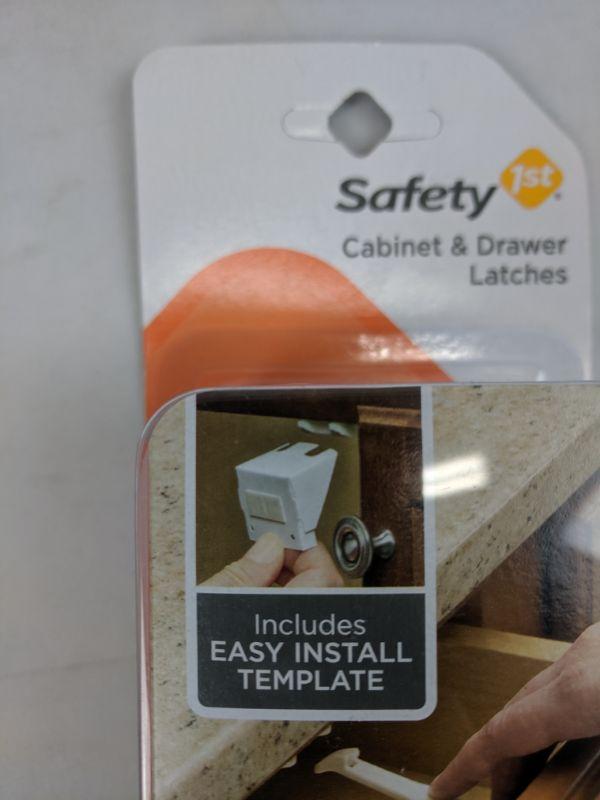 Safety 1st
Cabinet & Drawer
Latches
Includes
EASY INSTALL
TEMPLATE